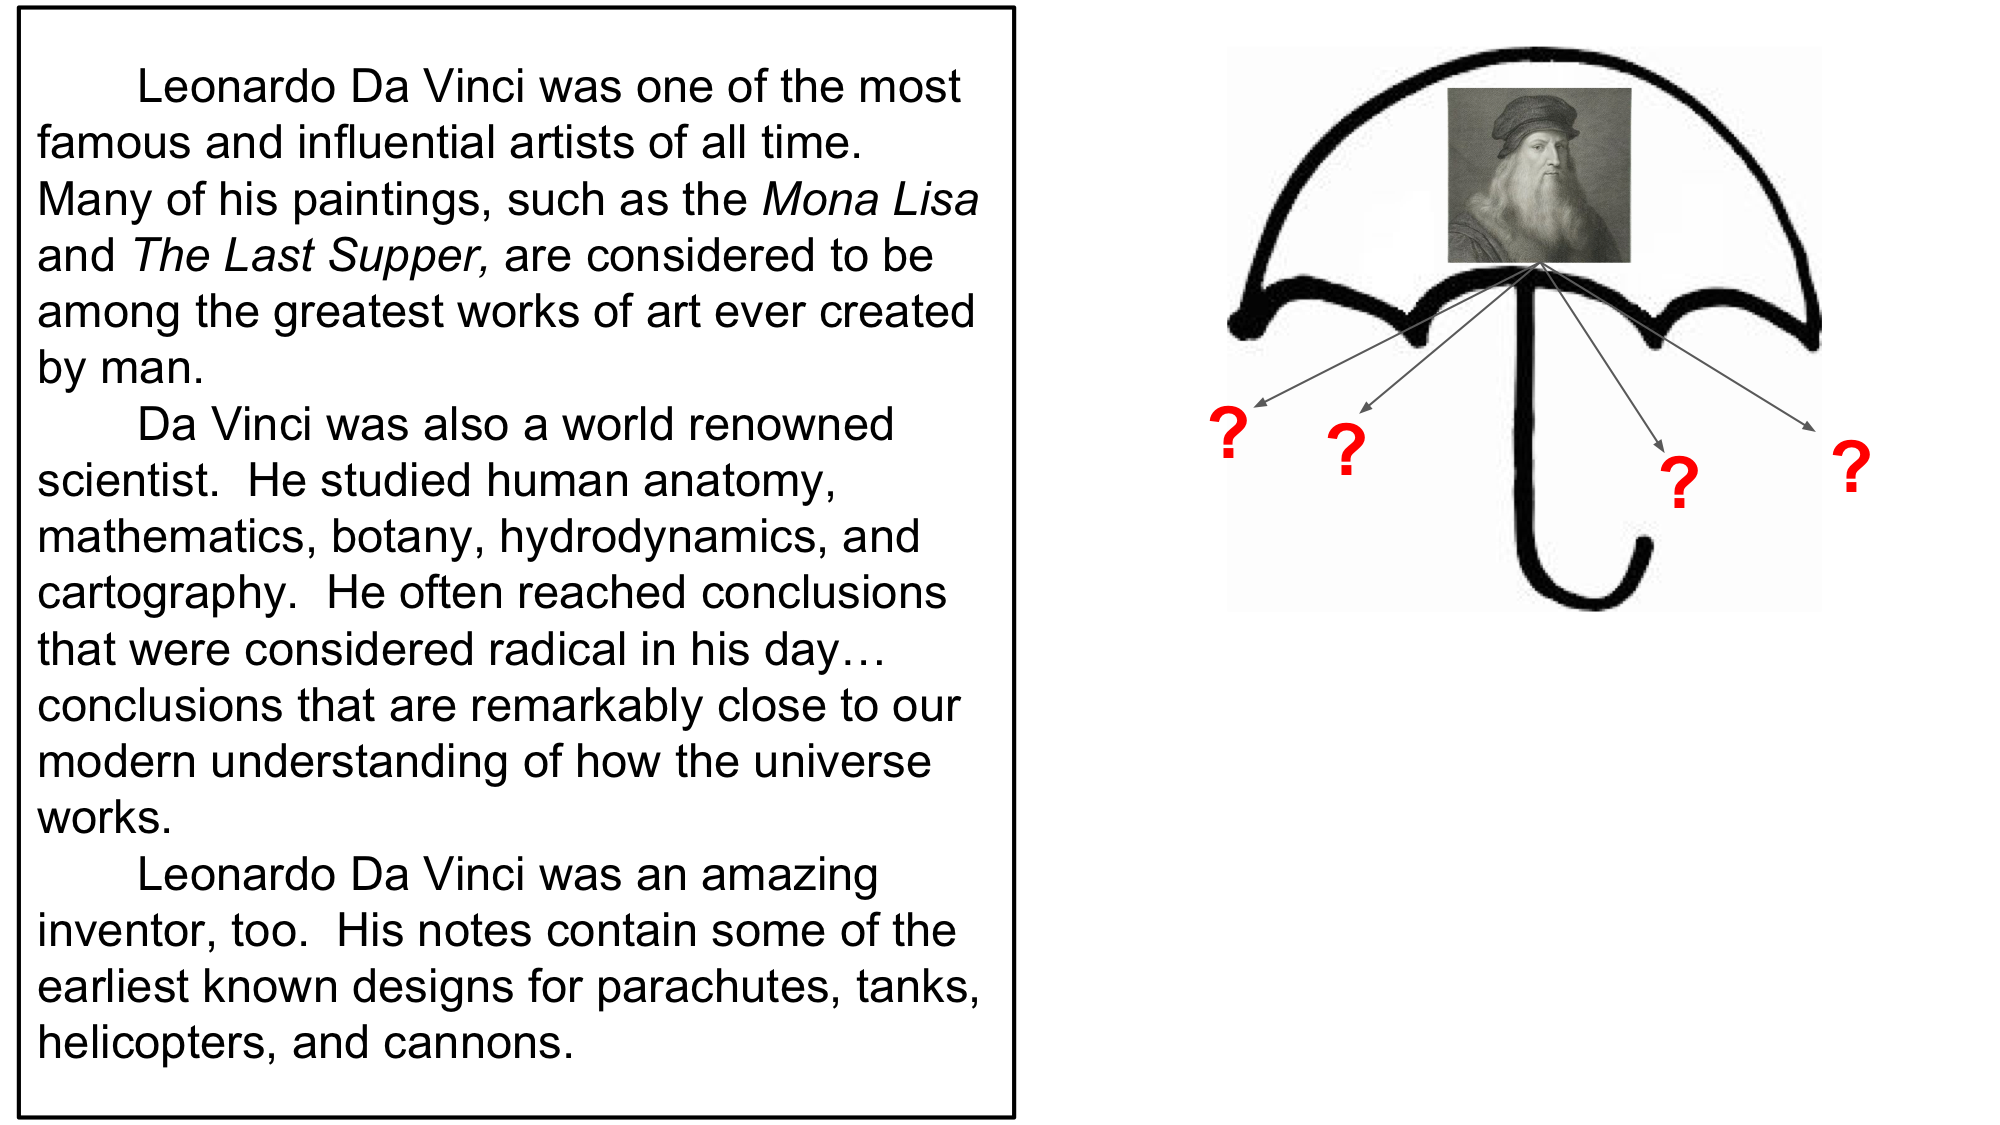 Leonardo Da Vinci was one of the most
famous and influential artists of all time.
Many of his paintings, such as the Mona Lisa
and The Last Supper, are considered to be
among the greatest works of art ever created
by man.
Da Vinci was also a world renowned
scientist.  He studied human anatomy,
mathematics, botany, hydrodynamics, and
cartography.  He often reached conclusions
that were considered radical in his day…
conclusions that are remarkably close to our
modern understanding of how the universe
works.
Leonardo Da Vinci was an amazing
inventor, too.  His notes contain some of the
earliest known designs for parachutes, tanks,
helicopters, and cannons.
?
?
?
?